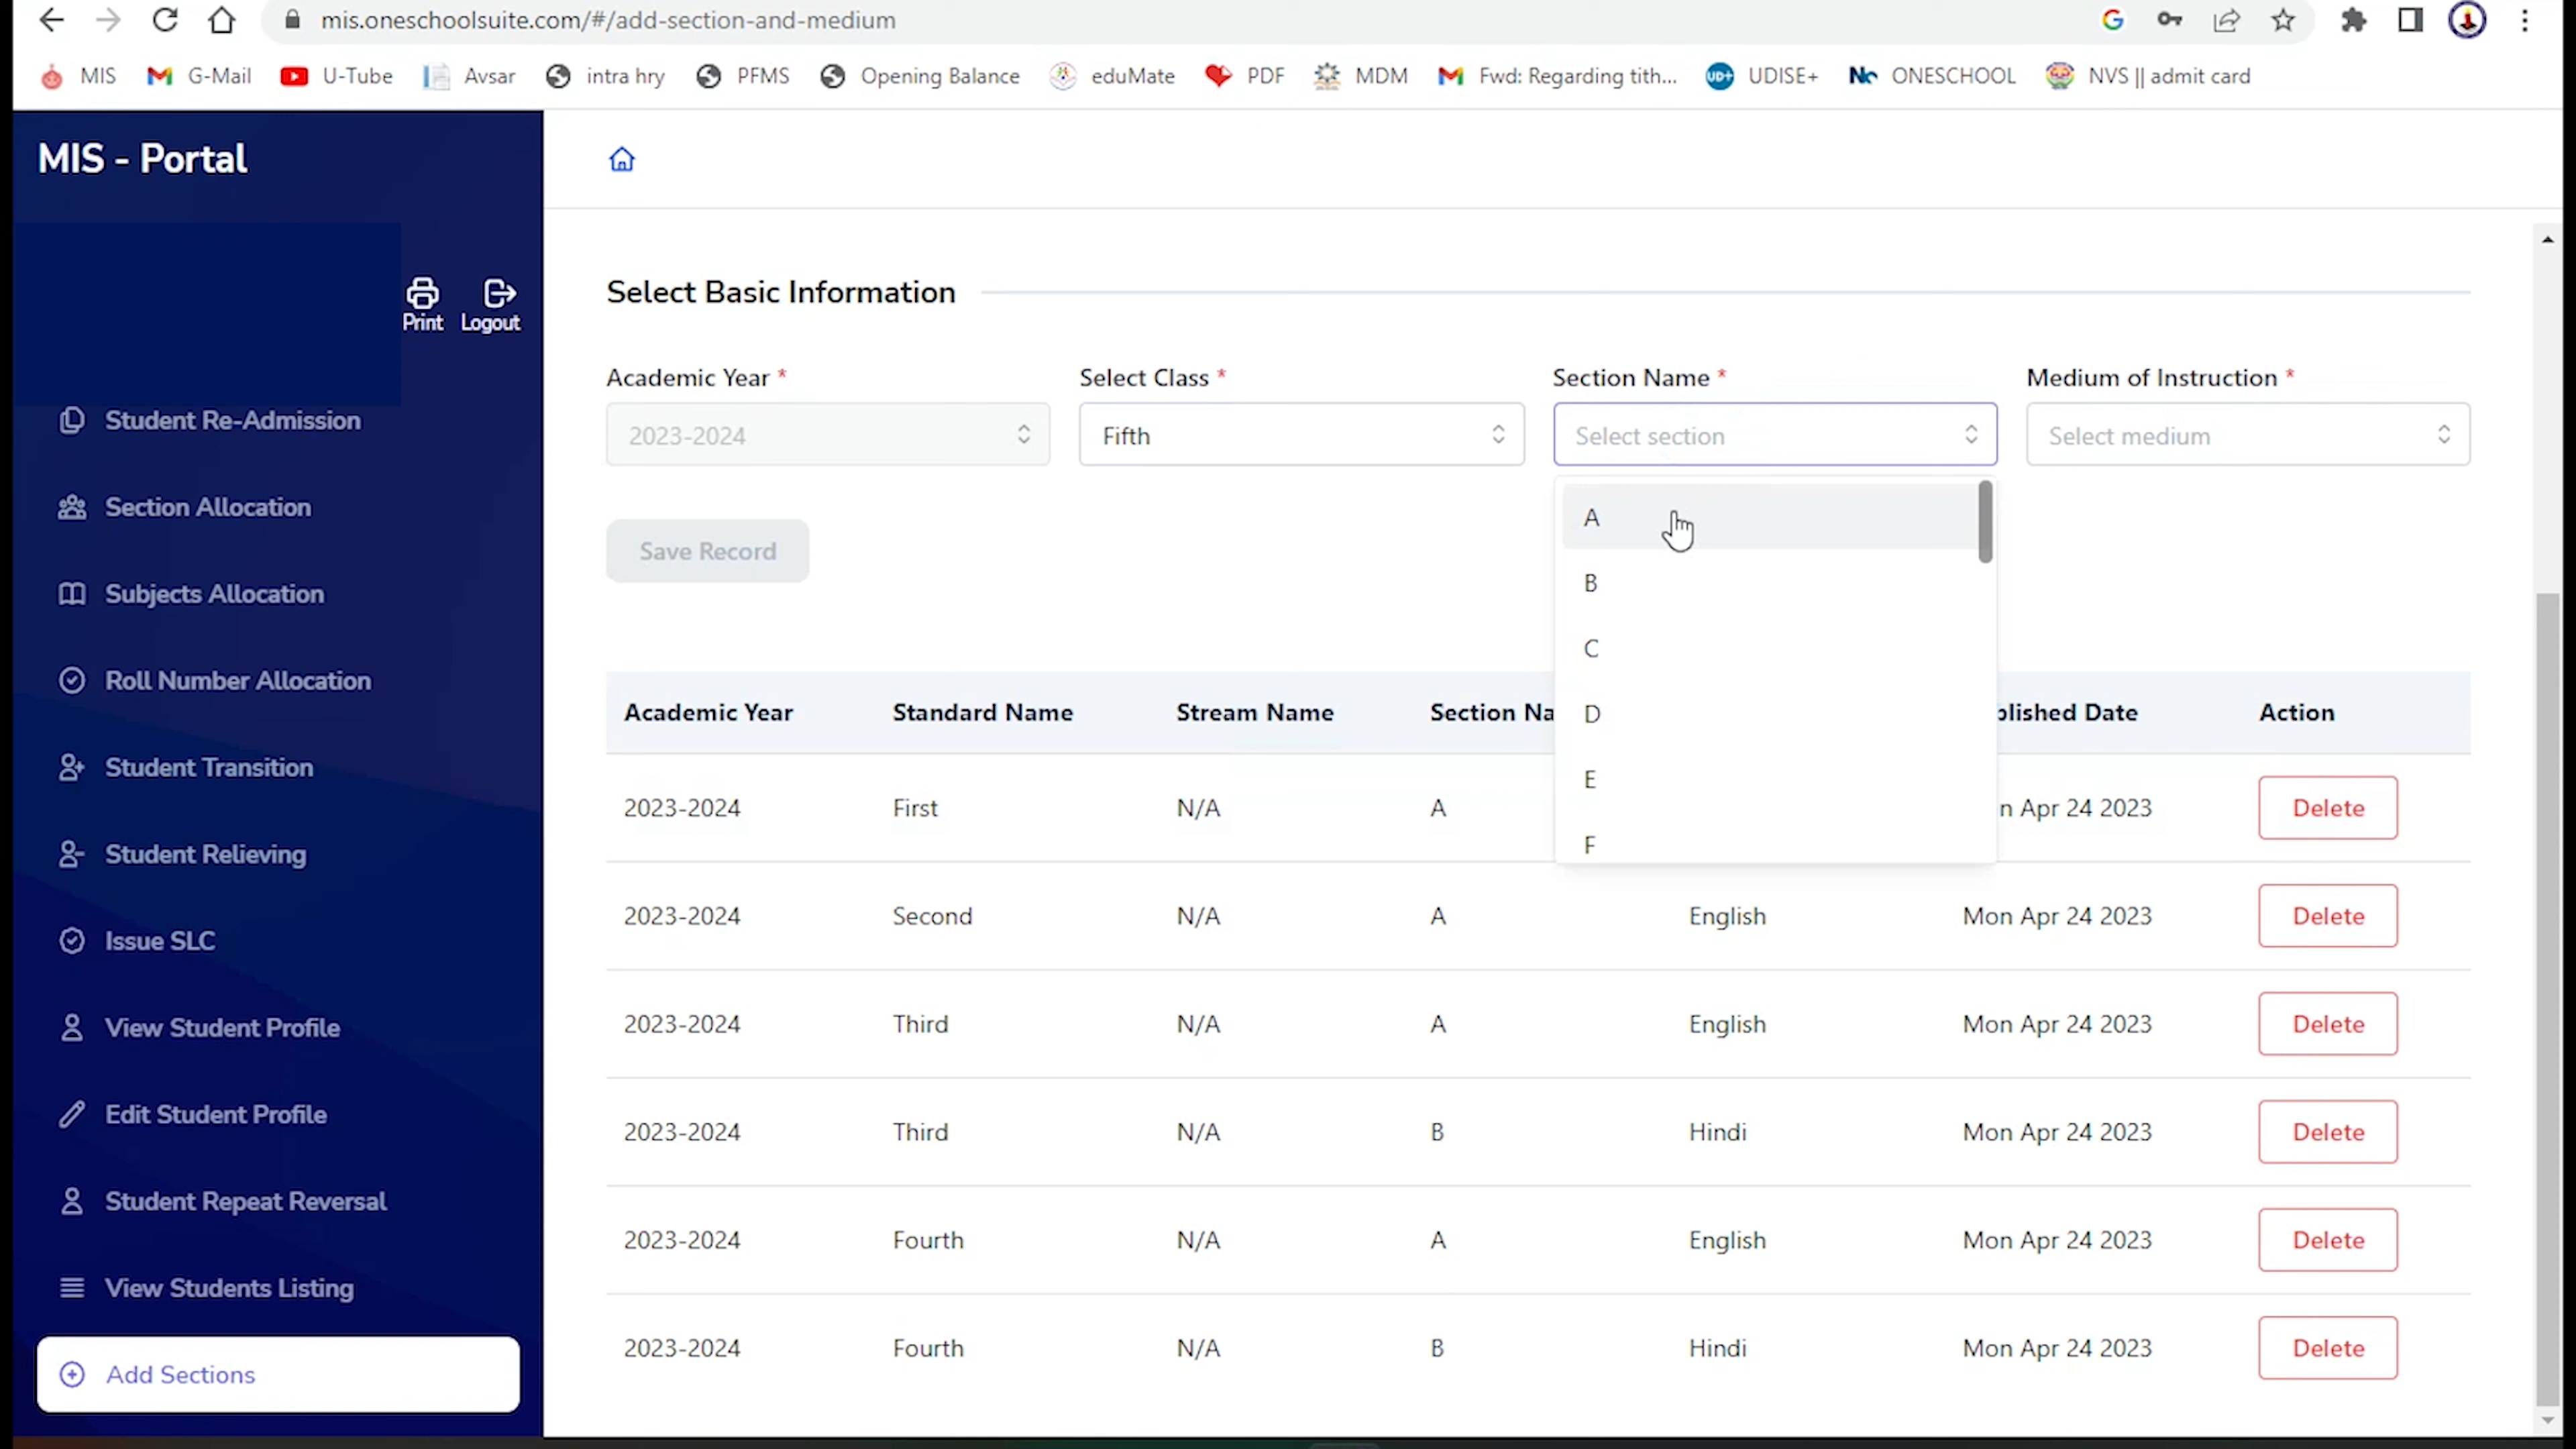 mis.oneschoolsuite.com/#/add-section-and-medium
MIS G-Mail U-Tube Avsar intra hry PFMS Opening Balance eduMate PDF MDM Fwd: Regarding tith... UDISE+ ONESCHOOL NVS || admit card
MIS - Portal
Print Logout
Student Re-Admission
Section Allocation
Subjects Allocation
Roll Number Allocation
Student Transition
Student Relieving
Issue SLC
View Student Profile
Edit Student Profile
Student Repeat Reversal
View Students Listing
Add Sections
Select Basic Information
Academic Year * Select Class * Section Name * Medium of Instruction *
2023-2024 Fifth Select section Select medium
Save Record
A
B
C
D
E
F
Academic Year Standard Name Stream Name Section Na blished Date Action
2023-2024 First N/A A n Apr 24 2023 Delete
2023-2024 Second N/A A English Mon Apr 24 2023 Delete
2023-2024 Third N/A A English Mon Apr 24 2023 Delete
2023-2024 Third N/A B Hindi Mon Apr 24 2023 Delete
2023-2024 Fourth N/A A English Mon Apr 24 2023 Delete
2023-2024 Fourth N/A B Hindi Mon Apr 24 2023 Delete